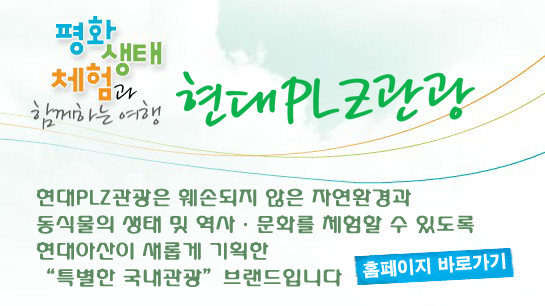 평화
생태
체험과
함께하는 여행
현대PLZ관광
현대PLZ관광은 훼손되지 않은 자연환경과
동식물의 생태 및 역사 · 문화를 체험할 수 있도록
현대아산이 새롭게 기획한
“특별한 국내관광” 브랜드입니다
홈페이지 바로가기